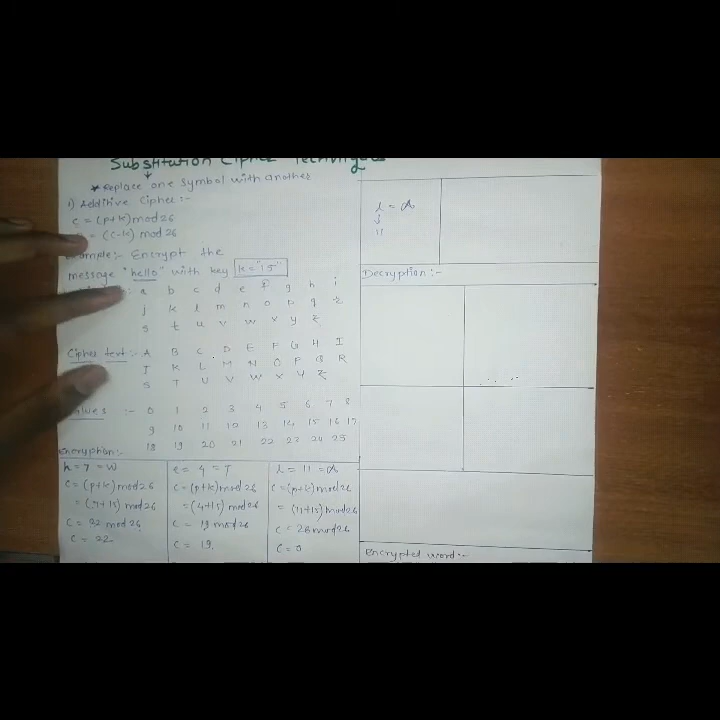 Substitution Cipher Techniques
* Replace one symbol with another
1) Additive Cipher :-
C = (P+k) mod 26
= (C-k) mod 26
Example:- Encrypt the
message "hello" with key k="15"
: a b c d e f g h i
j k l m n o p q r
s t u v w x y z
Cipher text:- A B C D E F G H I
J K L M N O P Q R
S T U V W X Y Z
Values :- 0 1 2 3 4 5 6 7 8
9 10 11 12 13 14 15 16 17
18 19 20 21 22 23 24 25
Encryption:-
h = 7 = W
C = (P+k) mod 26
= (7+15) mod 26
C = 22 mod 26
C = 22
e = 4 = T
C = (P+k) mod 26
= (4+15) mod 26
C = 19 mod 26
C = 19
l = 11 = A
C = (P+k) mod 26
= (11+15) mod 26
C = 26 mod 26
C = 0
l = A
Decryption:-
Encrypted word:-